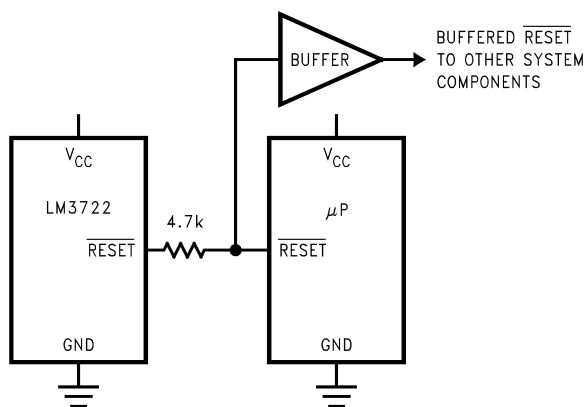 BUFFERED RESET
TO OTHER SYSTEM
COMPONENTS
BUFFER
VCC
LM3722
RESET
GND
4.7k
VCC
μP
RESET
GND